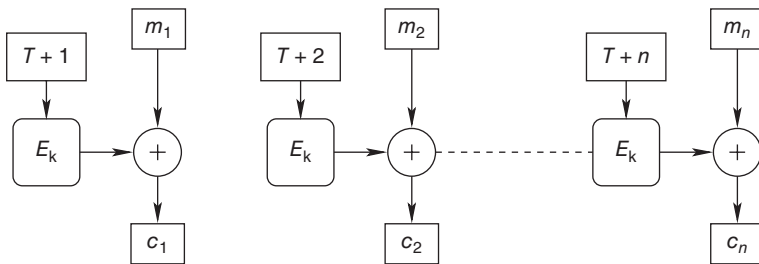 m₁
m₂
mₙ
T + 1
T + 2
T + n
Eₖ
+
Eₖ
+
Eₖ
+
c₁
c₂
cₙ